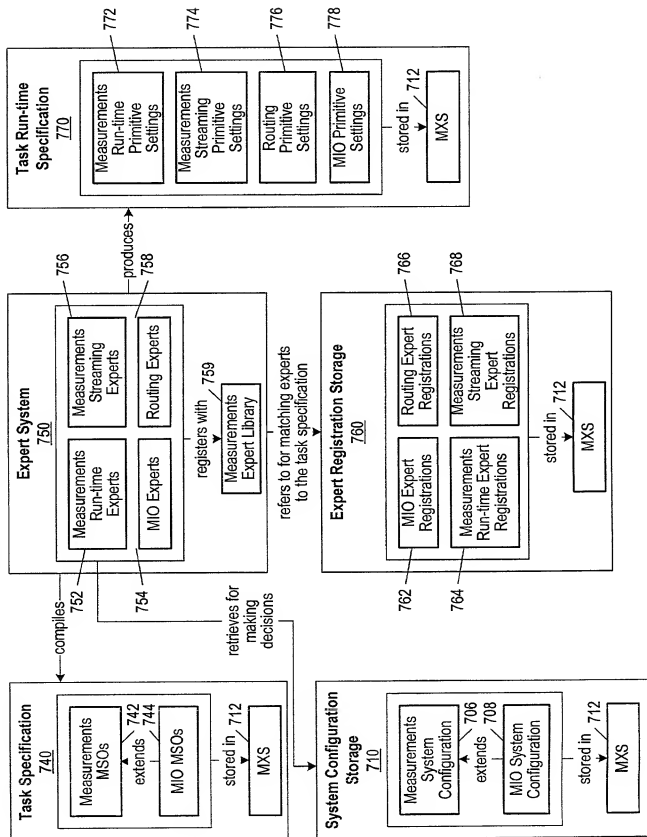 Task Specification
740
Measurements
MSOs
742
extends
744
MIO MSOs
stored in
712
MXS
compiles
Expert System
750
Measurements
Run-time
Experts
752
MIO Experts
754
Measurements
Streaming
Experts
756
Routing Experts
758
registers with
759
Measurements
Expert Library
produces
Task Run-time
Specification
770
Measurements
Run-time
Primitive
Settings
772
Measurements
Streaming
Primitive
Settings
774
Routing
Primitive
Settings
776
MIO Primitive
Settings
778
stored in
712
MXS
retrieves for
making
decisions
System Configuration
Storage
710
Measurements
System
Configuration
706
extends
708
MIO System
Configuration
stored in
712
MXS
refers to for matching experts
to the task specification
Expert Registration Storage
760
MIO Expert
Registrations
762
Measurements
Run-time Expert
Registrations
764
Routing Expert
Registrations
766
Measurements
Streaming
Expert
Registrations
768
stored in
712
MXS